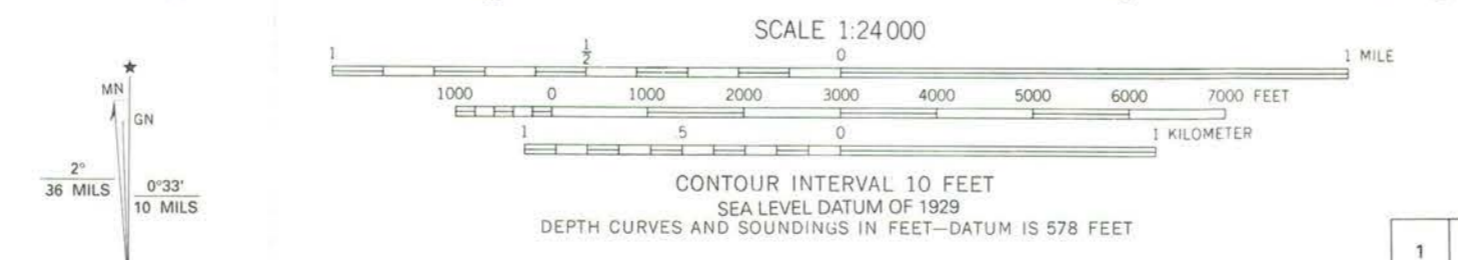 SCALE 1:24 000
1 1/2 0 1 MILE
1000 0 1000 2000 3000 4000 5000 6000 7000 FEET
1 5 0 1 KILOMETER
CONTOUR INTERVAL 10 FEET
SEA LEVEL DATUM OF 1929
DEPTH CURVES AND SOUNDINGS IN FEET—DATUM IS 578 FEET
MN
GN
2°
36 MILS
0°33'
10 MILS
1